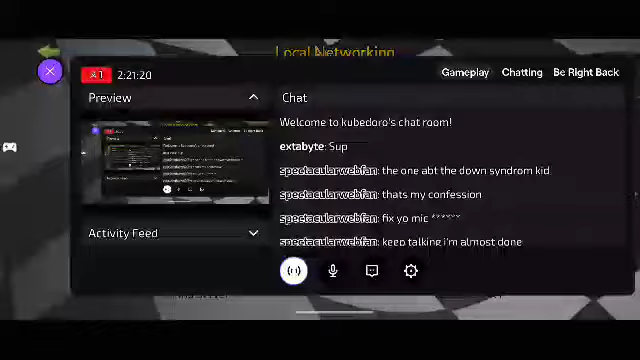 Local Networking
1
2:21:20
Gameplay
Chatting
Be Right Back
Preview
Chat
Welcome to kubedoro's chat room!
extabyte: Sup
spectacularwebfan: the one abt the down syndrom kid
spectacularwebfan: thats my confession
spectacularwebfan: fix yo mic ******
spectacularwebfan: keep talking i'm almost done
Activity Feed